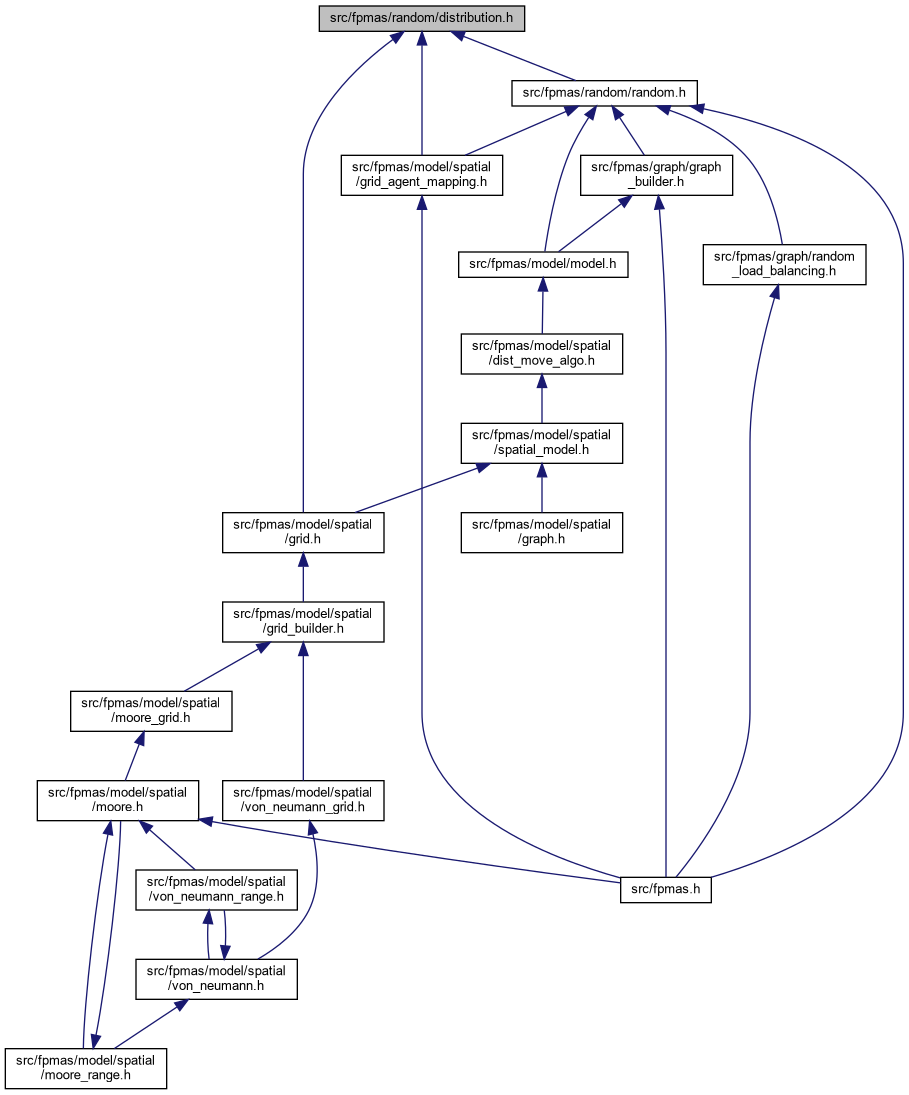 src/fpmas/random/distribution.h
src/fpmas/random/random.h
src/fpmas/model/spatial
/grid_agent_mapping.h
src/fpmas/graph/graph
_builder.h
src/fpmas/model/model.h
src/fpmas/graph/random
_load_balancing.h
src/fpmas/model/spatial
/dist_move_algo.h
src/fpmas/model/spatial
/spatial_model.h
src/fpmas/model/spatial
/grid.h
src/fpmas/model/spatial
/graph.h
src/fpmas/model/spatial
/grid_builder.h
src/fpmas/model/spatial
/moore_grid.h
src/fpmas/model/spatial
/moore.h
src/fpmas/model/spatial
/von_neumann_grid.h
src/fpmas/model/spatial
/von_neumann_range.h
src/fpmas.h
src/fpmas/model/spatial
/von_neumann.h
src/fpmas/model/spatial
/moore_range.h